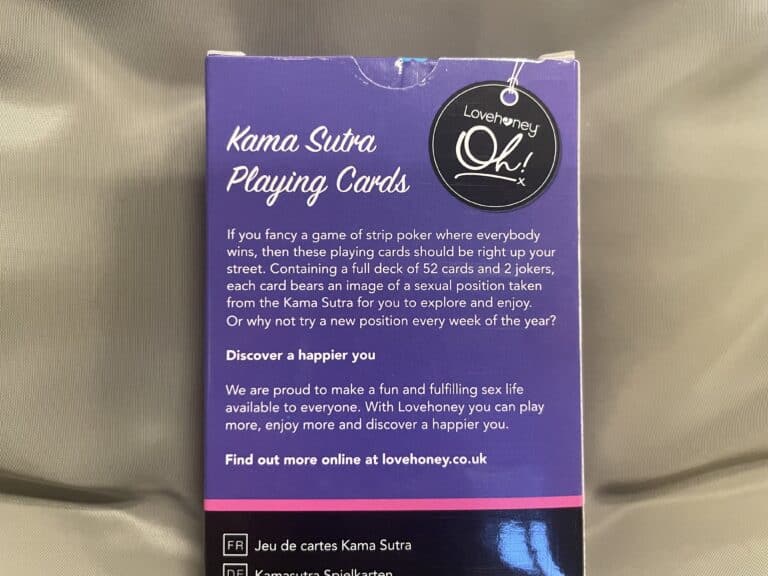 Lovehoney
Oh!
x
Kama Sutra
Playing Cards
If you fancy a game of strip poker where everybody
wins, then these playing cards should be right up your
street. Containing a full deck of 52 cards and 2 jokers,
each card bears an image of a sexual position taken
from the Kama Sutra for you to explore and enjoy.
Or why not try a new position every week of the year?
Discover a happier you
We are proud to make a fun and fulfilling sex life
available to everyone. With Lovehoney you can play
more, enjoy more and discover a happier you.
Find out more online at lovehoney.co.uk
FR Jeu de cartes Kama Sutra
DE Kamasutra Spielkarten